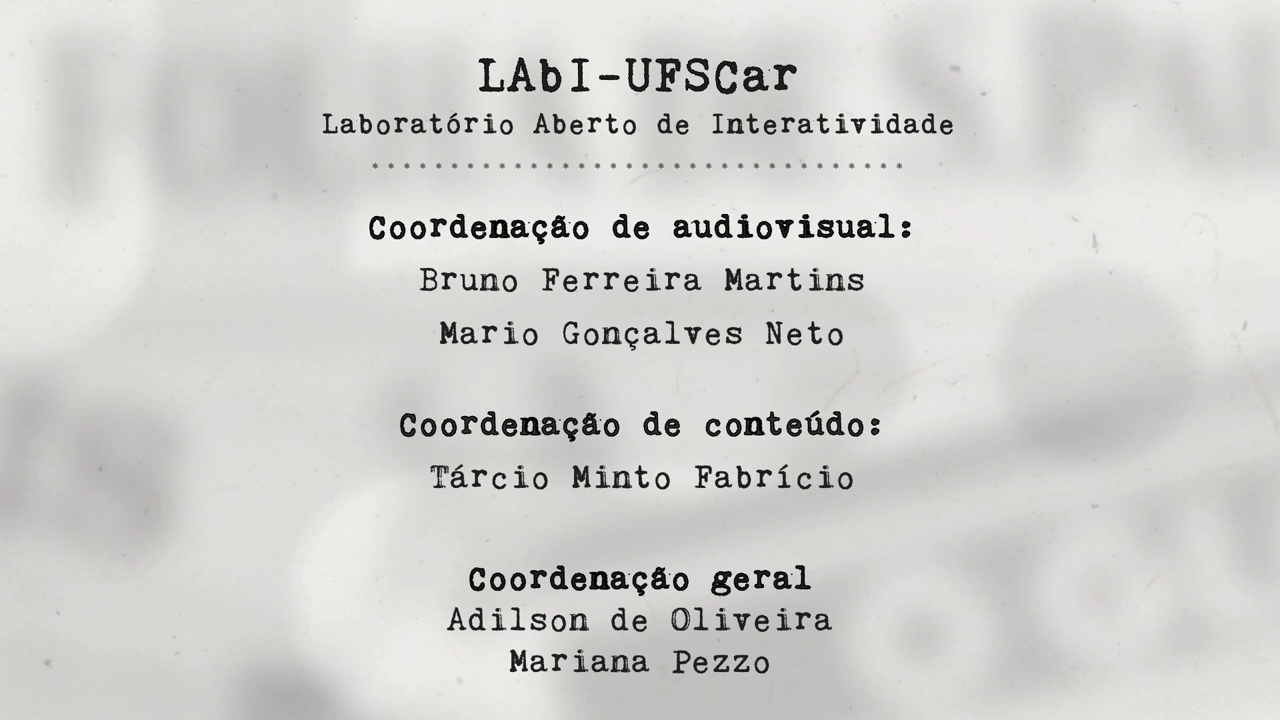 LAbI-UFSCar
Laboratório Aberto de Interatividade
* * * * * * * * * * * * * * * * * * * * * * * * * * * * * * * * * *
Coordenação de audiovisual:
Bruno Ferreira Martins
Mario Gonçalves Neto
Coordenação de conteúdo:
Tárcio Minto Fabrício
Coordenação geral
Adilson de Oliveira
Mariana Pezzo